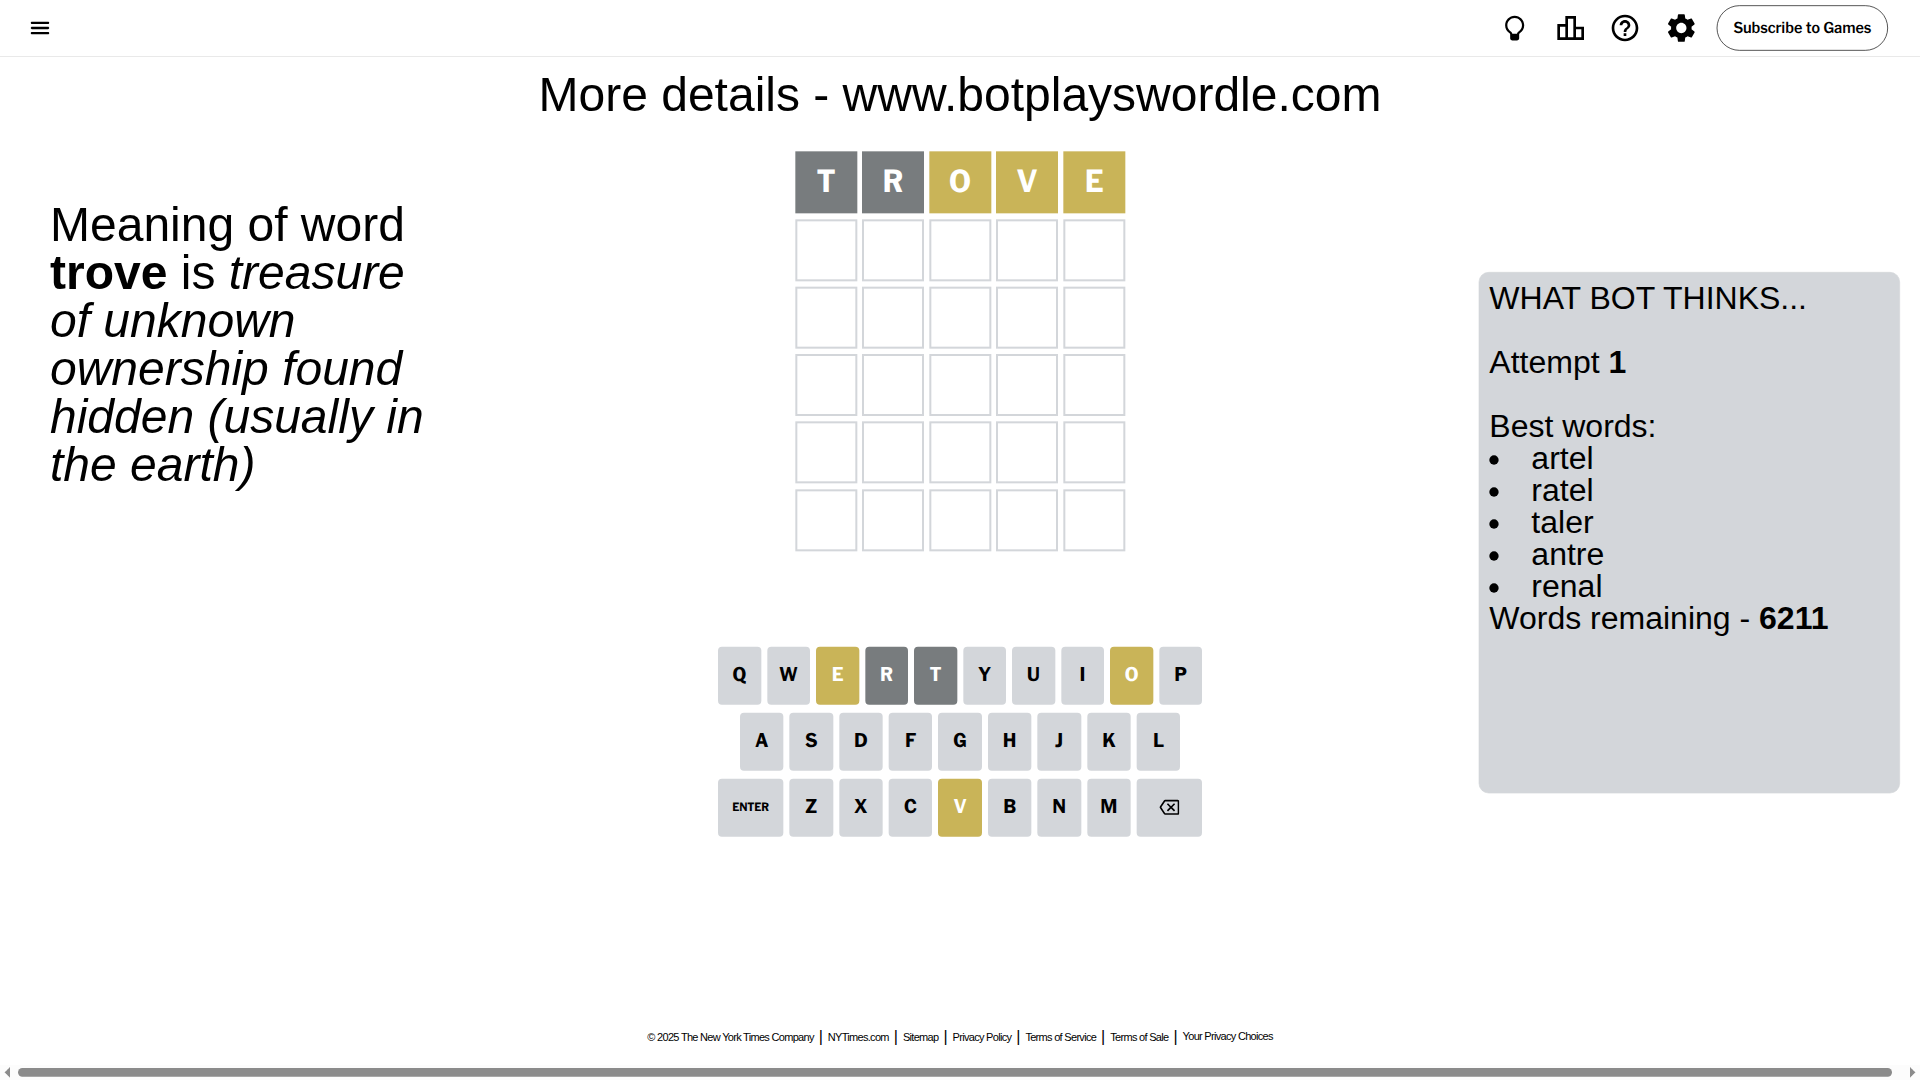 Subscribe to Games
More details - www.botplayswordle.com
Meaning of word
trove is treasure
of unknown
ownership found
hidden (usually in
the earth)
T R O V E
WHAT BOT THINKS...
Attempt 1
Best words:
• artel
• ratel
• taler
• antre
• renal
Words remaining - 6211
Q W E R T Y U I O P
A S D F G H J K L
ENTER Z X C V B N M
© 2025 The New York Times Company | NYTimes.com | Sitemap | Privacy Policy | Terms of Service | Terms of Sale | Your Privacy Choices